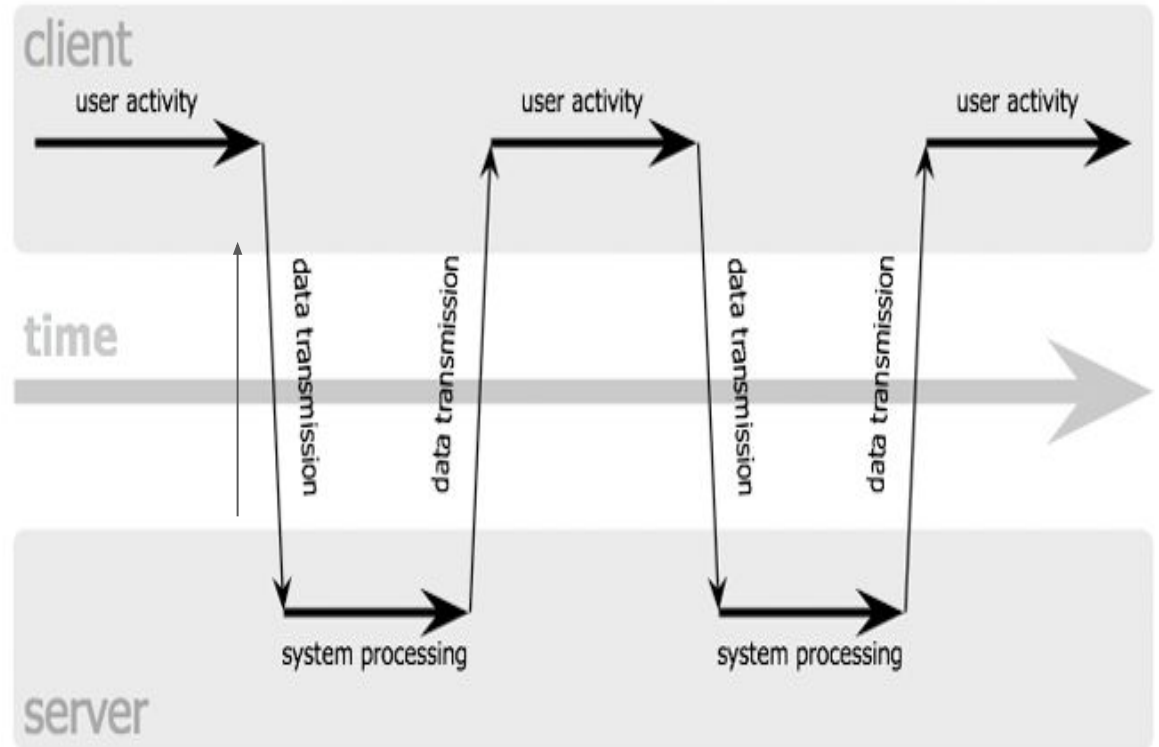 client
user activity
user activity
user activity
data transmission
data transmission
data transmission
data transmission
time
system processing
system processing
server